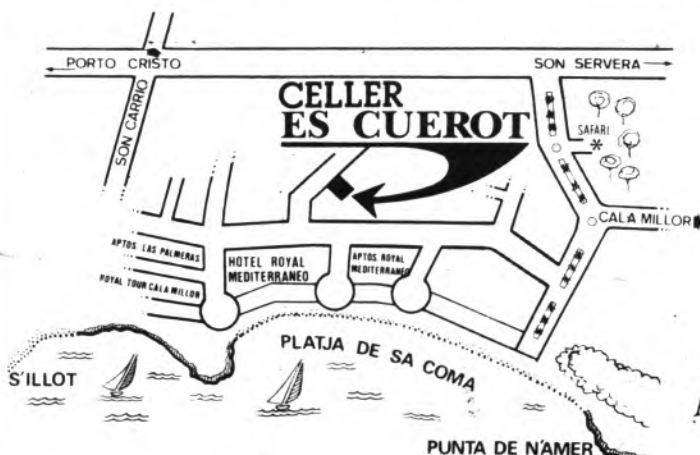 PORTO CRISTO
SON SERVERA
SON CARRIO
CELLER
ES CUEROT
SAFARI
CALA MILLOR
APTOS LAS PALMERAS
HOTEL ROYAL
MEDITERRANEO
APTOS ROYAL
MEDITERRANEO
ROYAL TOUR CALA MILLOR
PLATJA DE SA COMA
S'ILLOT
PUNTA DE N'AMER